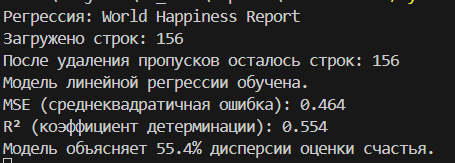 Регрессия: World Happiness Report
Загружено строк: 156
После удаления пропусков осталось строк: 156
Модель линейной регрессии обучена.
MSE (среднеквадратичная ошибка): 0.464
R² (коэффициент детерминации): 0.554
Модель объясняет 55.4% дисперсии оценки счастья.